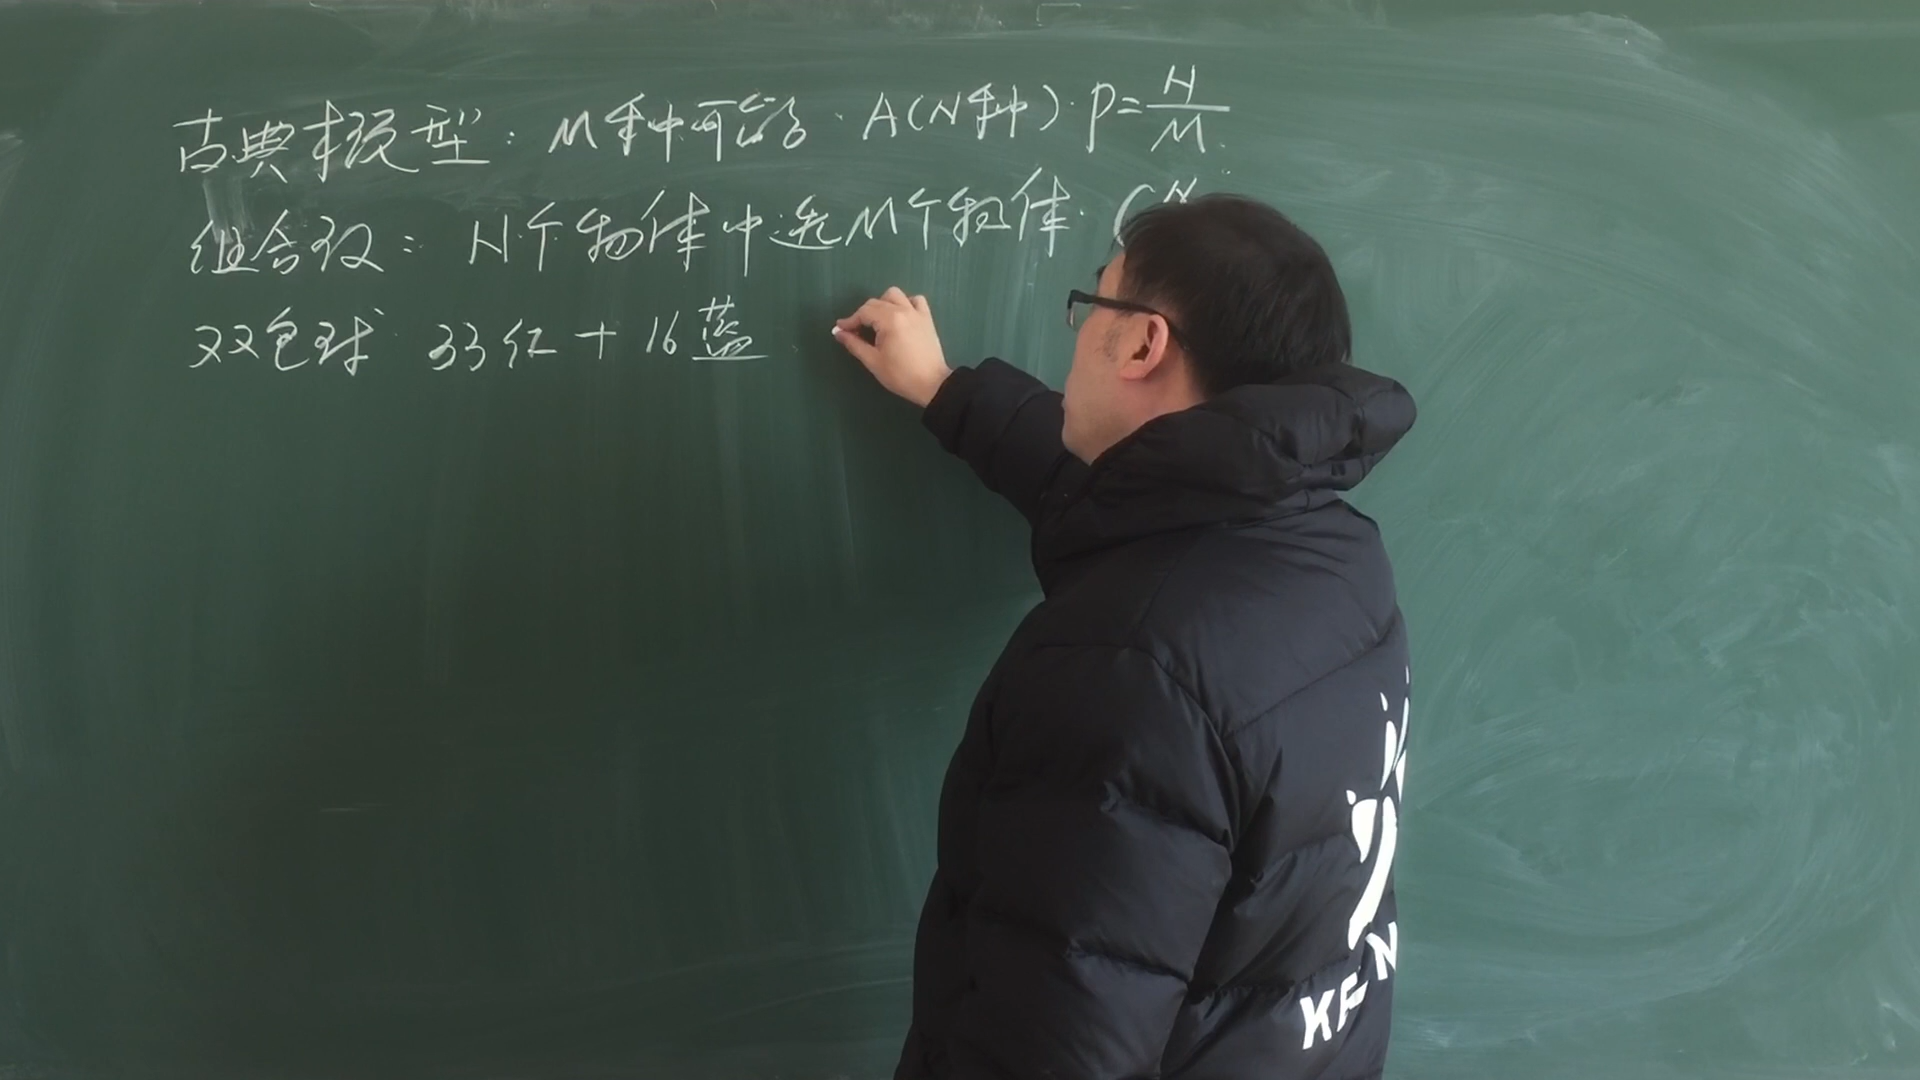 古典概型: M种可能. A(N种). P=N/M.
组合数: N个物体中选M个物体. (N
双色球 33红+16蓝